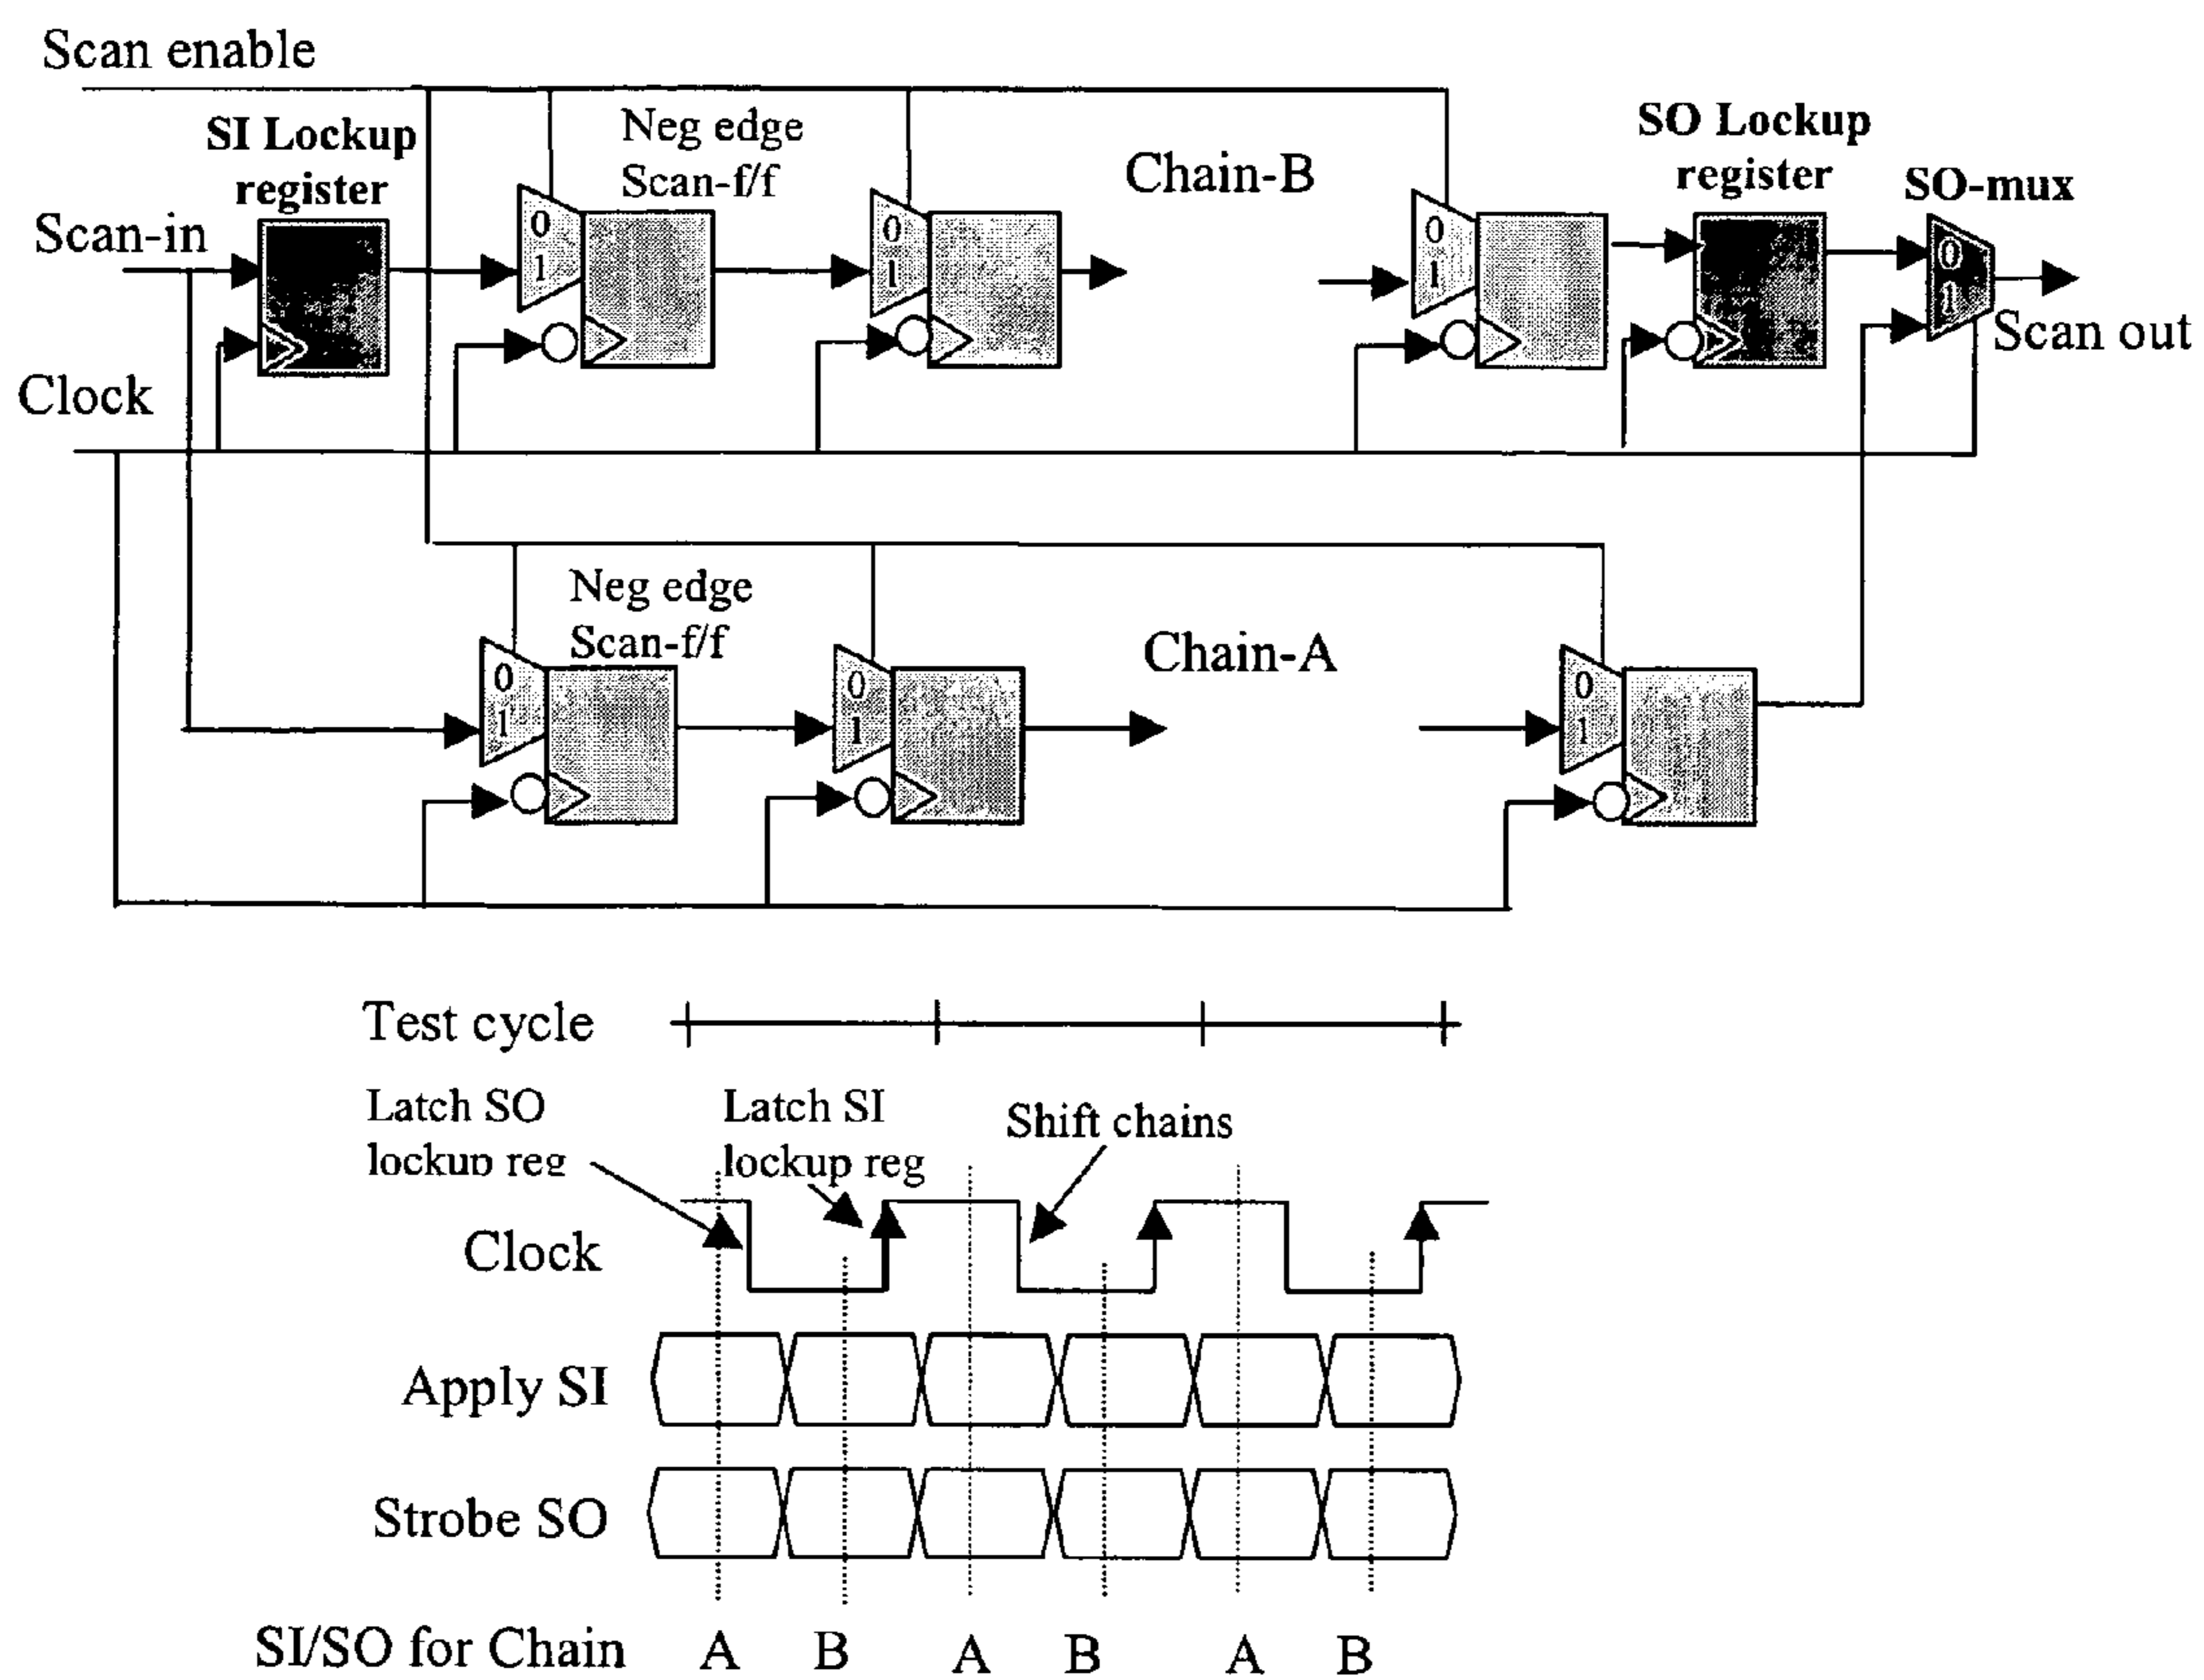 Scan enable
SI Lockup
register
Neg edge
Scan-f/f
Chain-B
SO Lockup
register
SO-mux
Scan-in
0
1
0
1
0
1
0
1
Scan out
Clock
Neg edge
Scan-f/f
Chain-A
0
1
0
1
0
1
Test cycle
Latch SO
lockup reg
Latch SI
lockup reg
Shift chains
Clock
Apply SI
Strobe SO
SI/SO for Chain A B A B A B